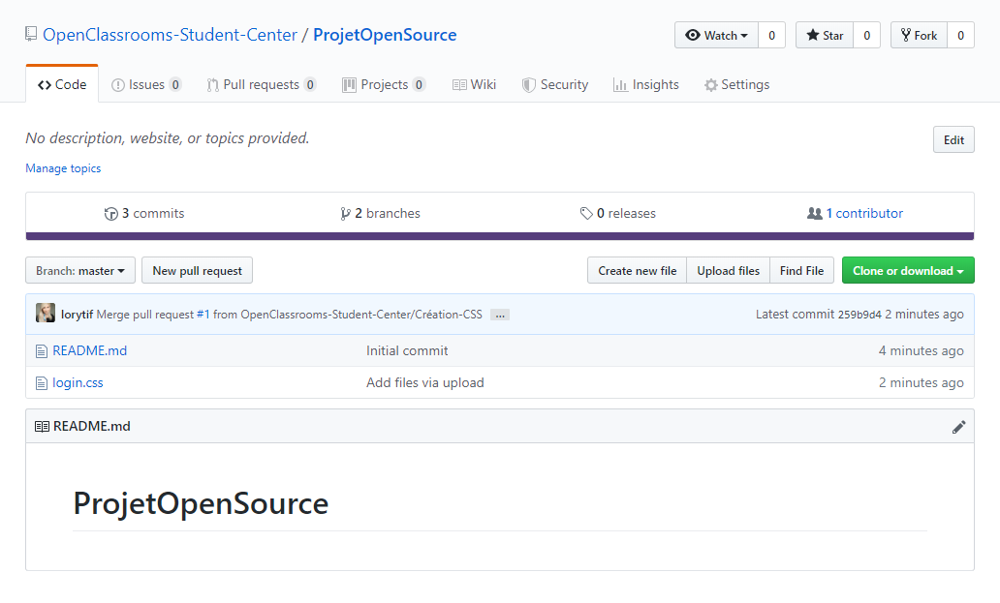 OpenClassrooms-Student-Center / ProjetOpenSource Watch 0 Star 0 Fork 0
Code Issues 0 Pull requests 0 Projects 0 Wiki Security Insights Settings
No description, website, or topics provided. Edit
Manage topics
3 commits 2 branches 0 releases 1 contributor
Branch: master New pull request Create new file Upload files Find File Clone or download
lorytif Merge pull request #1 from OpenClassrooms-Student-Center/Création-CSS ... Latest commit 259b9d4 2 minutes ago
README.md Initial commit 4 minutes ago
login.css Add files via upload 2 minutes ago
README.md
ProjetOpenSource